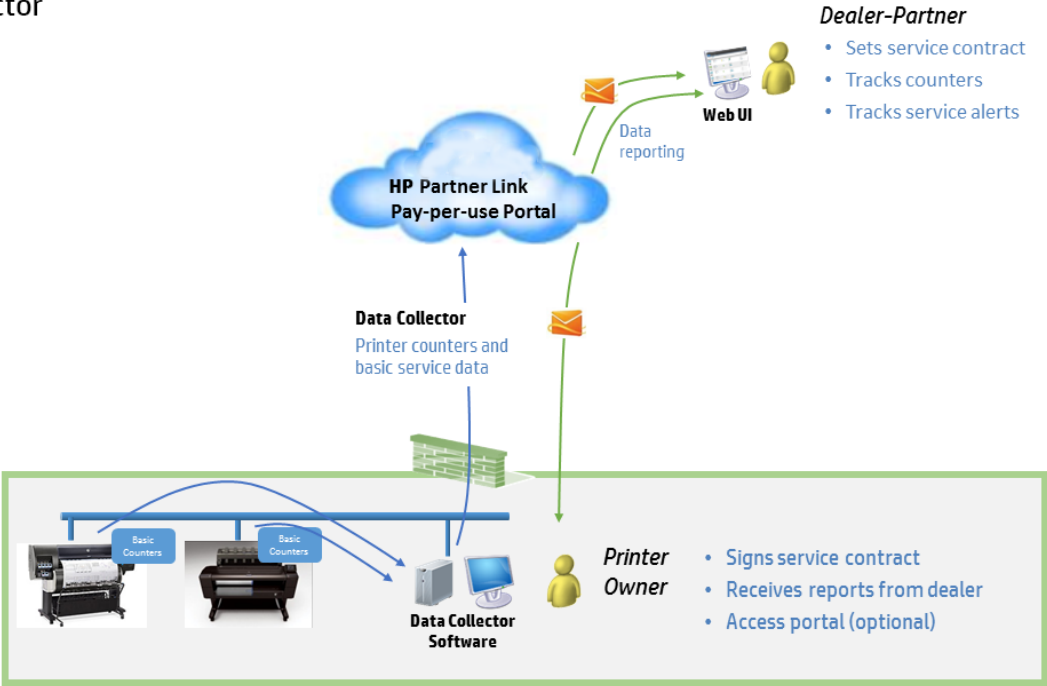 Dealer-Partner
• Sets service contract
• Tracks counters
• Tracks service alerts
Web UI
Data
reporting
HP Partner Link
Pay-per-use Portal
Data Collector
Printer counters and
basic service data
Basic
Counters
Basic
Counters
Data Collector
Software
Printer
Owner
• Signs service contract
• Receives reports from dealer
• Access portal (optional)